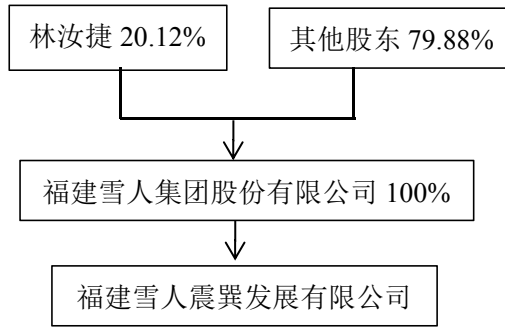 林汝捷 20.12%
其他股东 79.88%
福建雪人集团股份有限公司 100%
福建雪人震巽发展有限公司